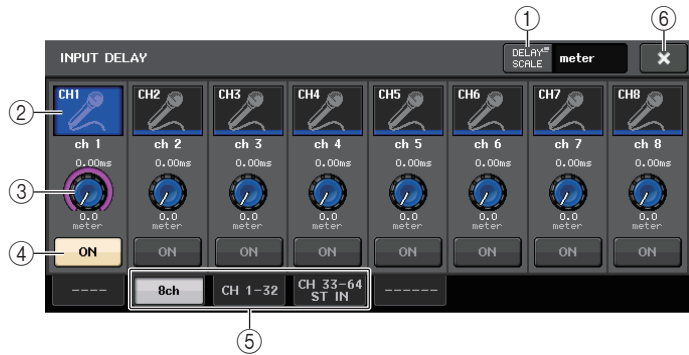 ① ⑥
INPUT DELAY
DELAY SCALE meter
②
CH1 CH2 CH3 CH4 CH5 CH6 CH7 CH8
ch 1 ch 2 ch 3 ch 4 ch 5 ch 6 ch 7 ch 8
0.00ms 0.00ms 0.00ms 0.00ms 0.00ms 0.00ms 0.00ms 0.00ms
③
0.0 0.0 0.0 0.0 0.0 0.0 0.0 0.0
meter meter meter meter meter meter meter meter
④
ON ON ON ON ON ON ON ON
---- 8ch CH 1-32 CH 33-64 ST IN ------
⑤